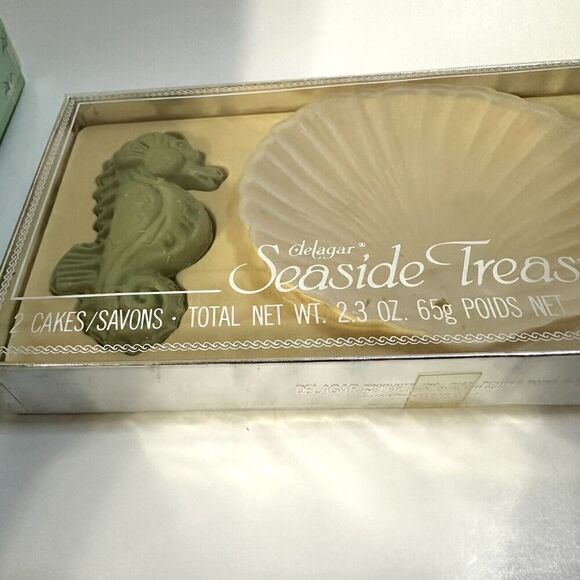 delagar®
Seaside Treas
2 CAKES/SAVONS · TOTAL NET WT. 2.3 OZ. 65g POIDS NET
DELAGAR